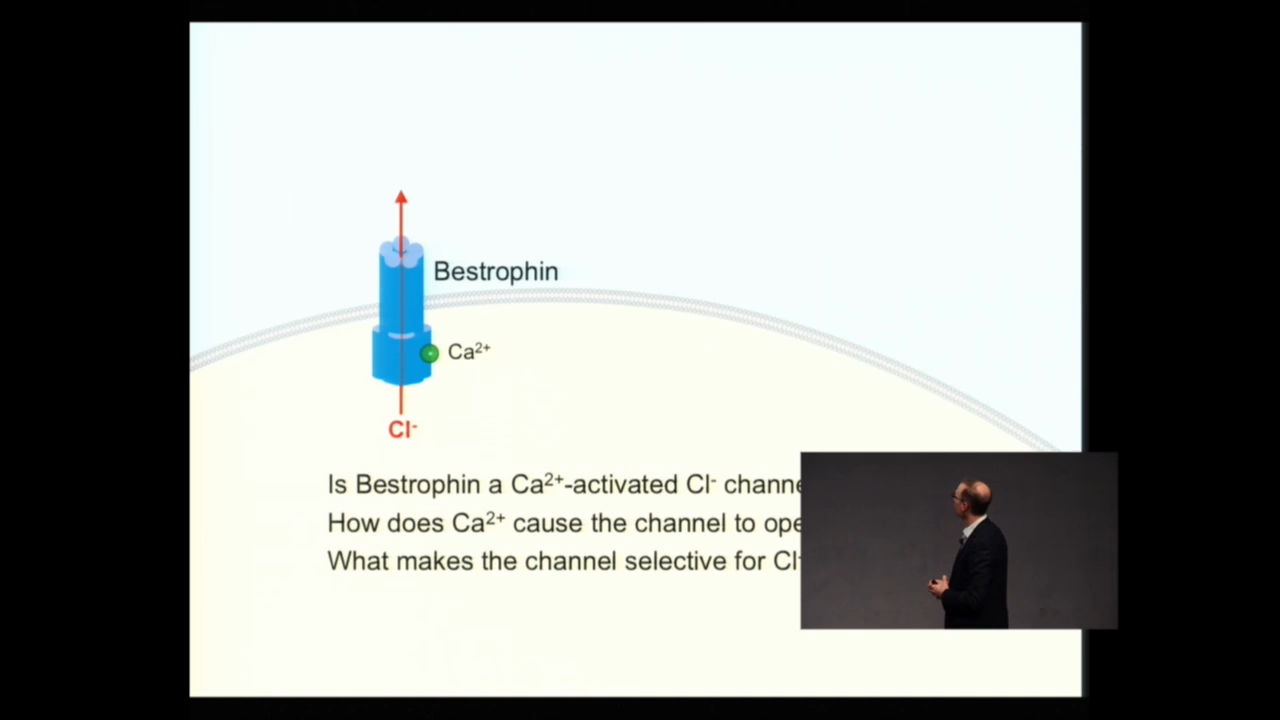 Bestrophin
Ca²⁺
Cl⁻
Is Bestrophin a Ca²⁺-activated Cl⁻
How does Ca²⁺ cause the channel to
What makes the channel selective for Cl⁻